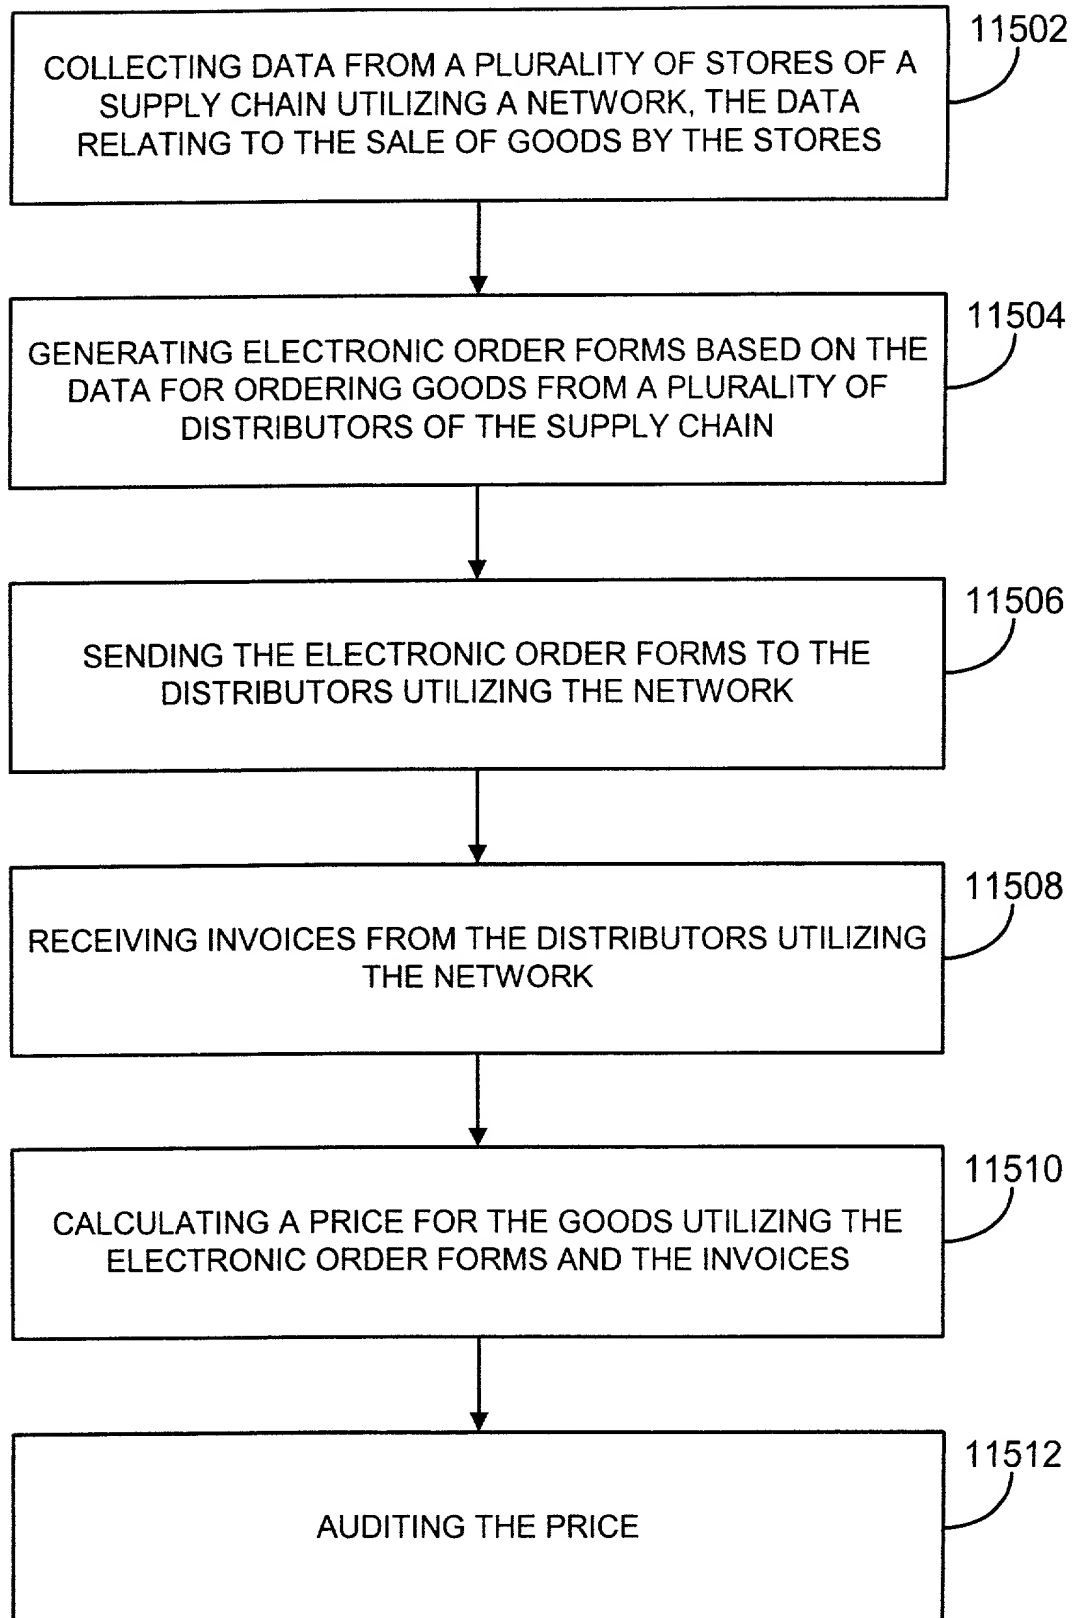 11502
COLLECTING DATA FROM A PLURALITY OF STORES OF A
SUPPLY CHAIN UTILIZING A NETWORK, THE DATA
RELATING TO THE SALE OF GOODS BY THE STORES
11504
GENERATING ELECTRONIC ORDER FORMS BASED ON THE
DATA FOR ORDERING GOODS FROM A PLURALITY OF
DISTRIBUTORS OF THE SUPPLY CHAIN
11506
SENDING THE ELECTRONIC ORDER FORMS TO THE
DISTRIBUTORS UTILIZING THE NETWORK
11508
RECEIVING INVOICES FROM THE DISTRIBUTORS UTILIZING
THE NETWORK
11510
CALCULATING A PRICE FOR THE GOODS UTILIZING THE
ELECTRONIC ORDER FORMS AND THE INVOICES
11512
AUDITING THE PRICE